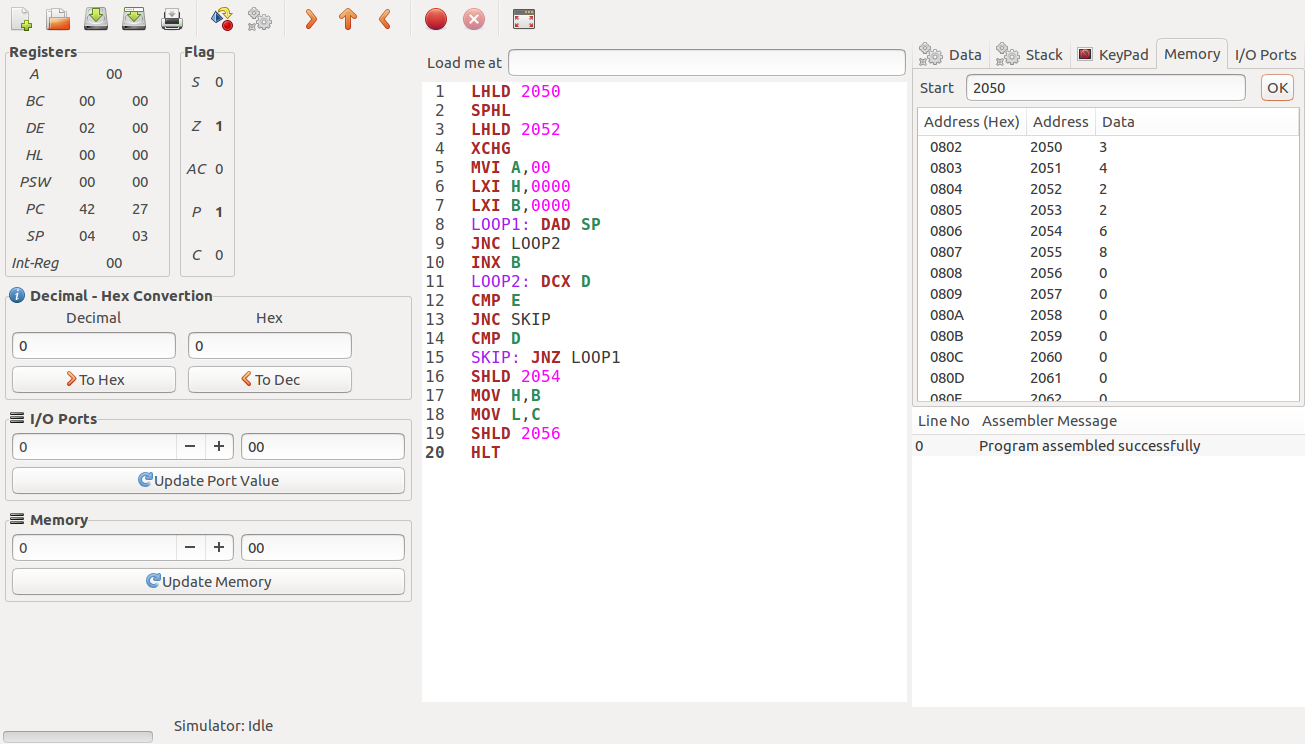 Registers
A 00
BC 00 00
DE 02 00
HL 00 00
PSW 00 00
PC 42 27
SP 04 03
Int-Reg 00
Flag
S 0
Z 1
AC 0
P 1
C 0
Decimal - Hex Convertion
Decimal Hex
0 0
To Hex To Dec
I/O Ports
0 − + 00
Update Port Value
Memory
0 − + 00
Update Memory
Simulator: Idle
Load me at
1 LHLD 2050
2 SPHL
3 LHLD 2052
4 XCHG
5 MVI A,00
6 LXI H,0000
7 LXI B,0000
8 LOOP1: DAD SP
9 JNC LOOP2
10 INX B
11 LOOP2: DCX D
12 CMP E
13 JNC SKIP
14 CMP D
15 SKIP: JNZ LOOP1
16 SHLD 2054
17 MOV H,B
18 MOV L,C
19 SHLD 2056
20 HLT
Data Stack KeyPad Memory I/O Ports
Start 2050 OK
Address (Hex) Address Data
0802 2050 3
0803 2051 4
0804 2052 2
0805 2053 2
0806 2054 6
0807 2055 8
0808 2056 0
0809 2057 0
080A 2058 0
080B 2059 0
080C 2060 0
080D 2061 0
080E 2062 0
Line No Assembler Message
0 Program assembled successfully